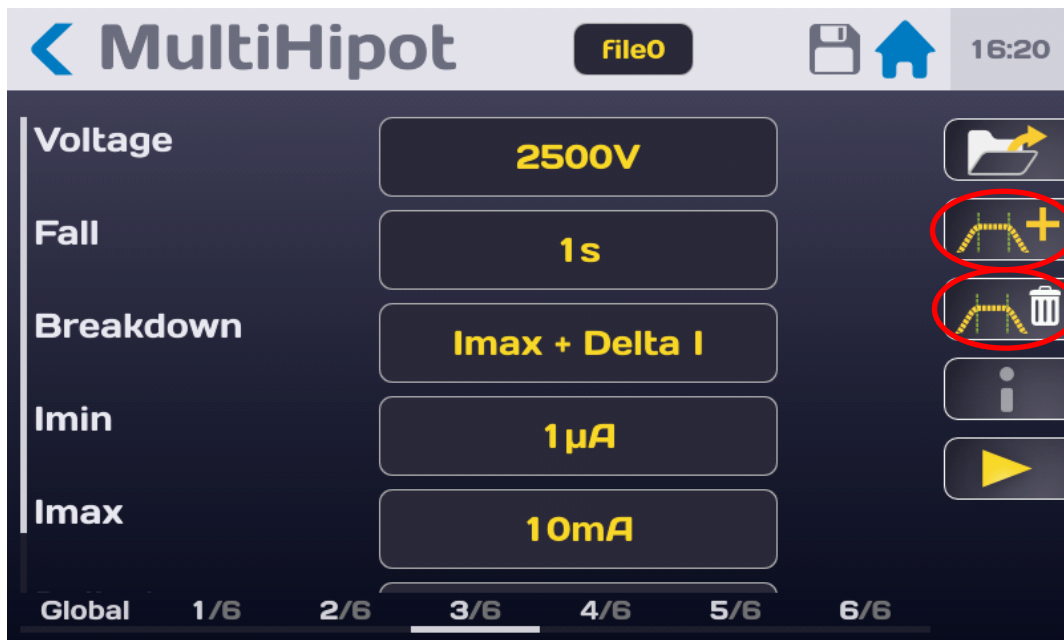 MultiHipot
File0
16:20
Voltage
2500V
Fall
1s
Breakdown
Imax + Delta I
Imin
1µA
Imax
10mA
Global 1/6 2/6 3/6 4/6 5/6 6/6